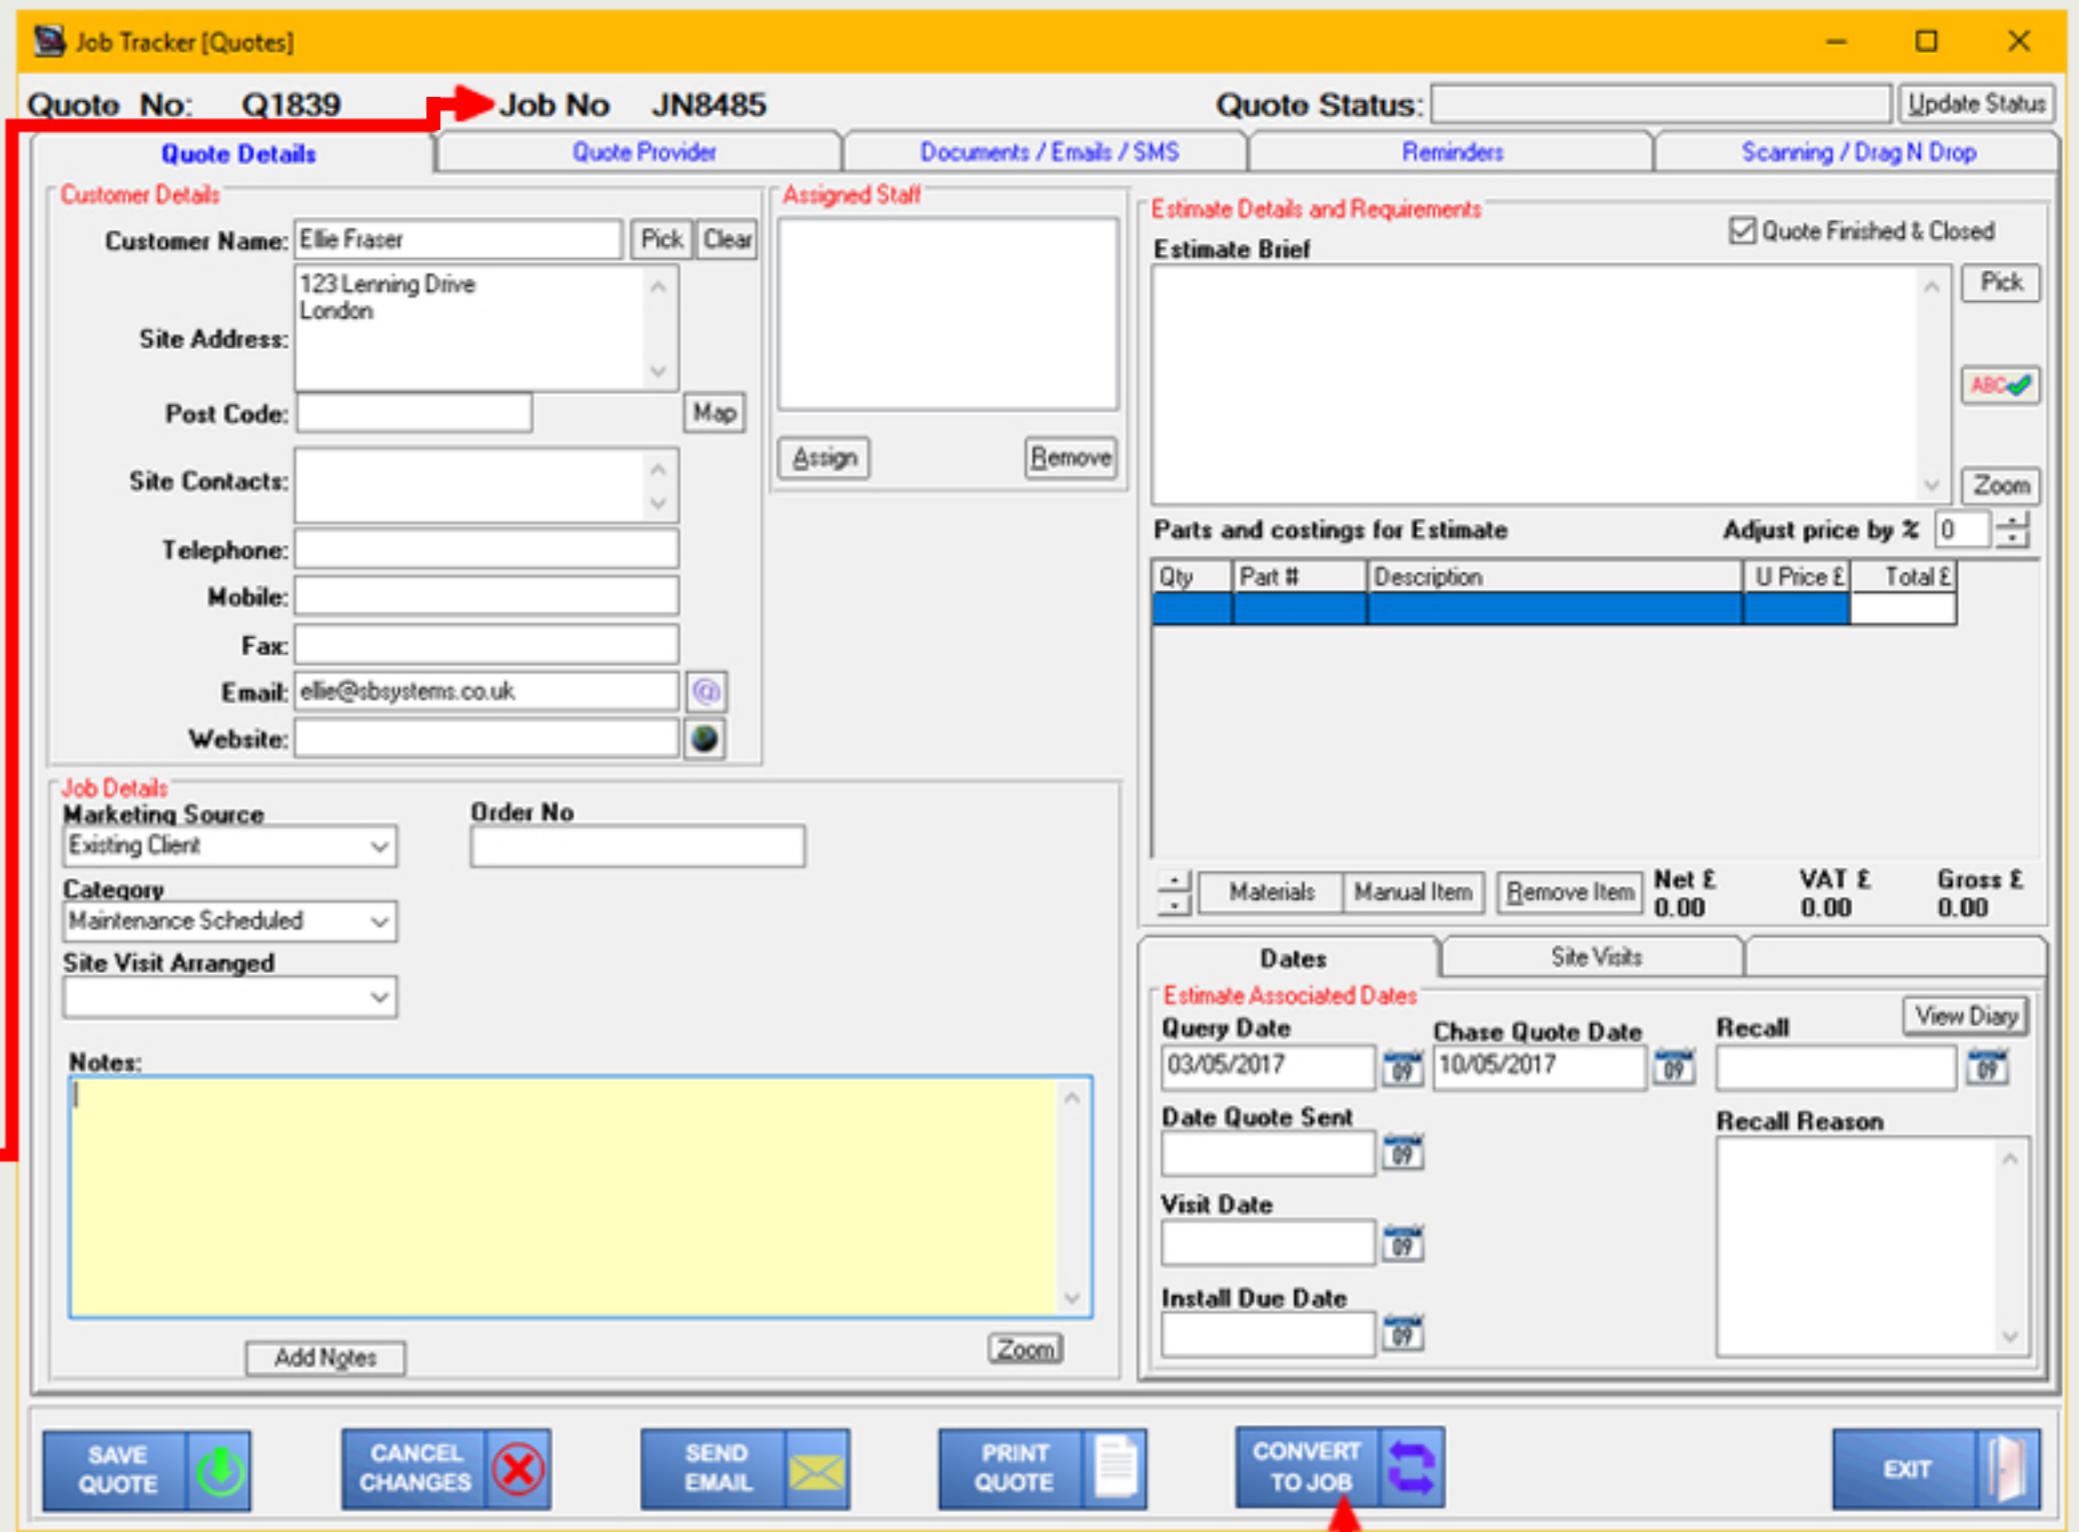 Job Tracker [Quotes]
Quote No: Q1839 Job No JN8485 Quote Status: Update Status
Quote Details Quote Provider Documents / Emails / SMS Reminders Scanning / Drag N Drop
Customer Details
Customer Name: Ellie Fraser Pick Clear
Site Address: 123 Lenning Drive
London
Post Code: Map
Site Contacts:
Telephone:
Mobile:
Fax:
Email: ellie@sbsystems.co.uk @
Website:
Assigned Staff
Assign Remove
Estimate Details and Requirements
Quote Finished & Closed
Estimate Brief
Pick
ABC
Zoom
Parts and costings for Estimate Adjust price by % 0
Qty Part # Description U Price £ Total £
Materials Manual Item Remove Item
Net £ VAT £ Gross £
0.00 0.00 0.00
Job Details
Marketing Source Order No
Existing Client
Category
Maintenance Scheduled
Site Visit Arranged
Notes:
Add Notes Zoom
Dates Site Visits
Estimate Associated Dates
View Diary
Query Date Chase Quote Date Recall
03/05/2017 09 10/05/2017 09 09
Date Quote Sent Recall Reason
09
Visit Date
09
Install Due Date
09
SAVE QUOTE
CANCEL CHANGES
SEND EMAIL
PRINT QUOTE
CONVERT TO JOB
EXIT